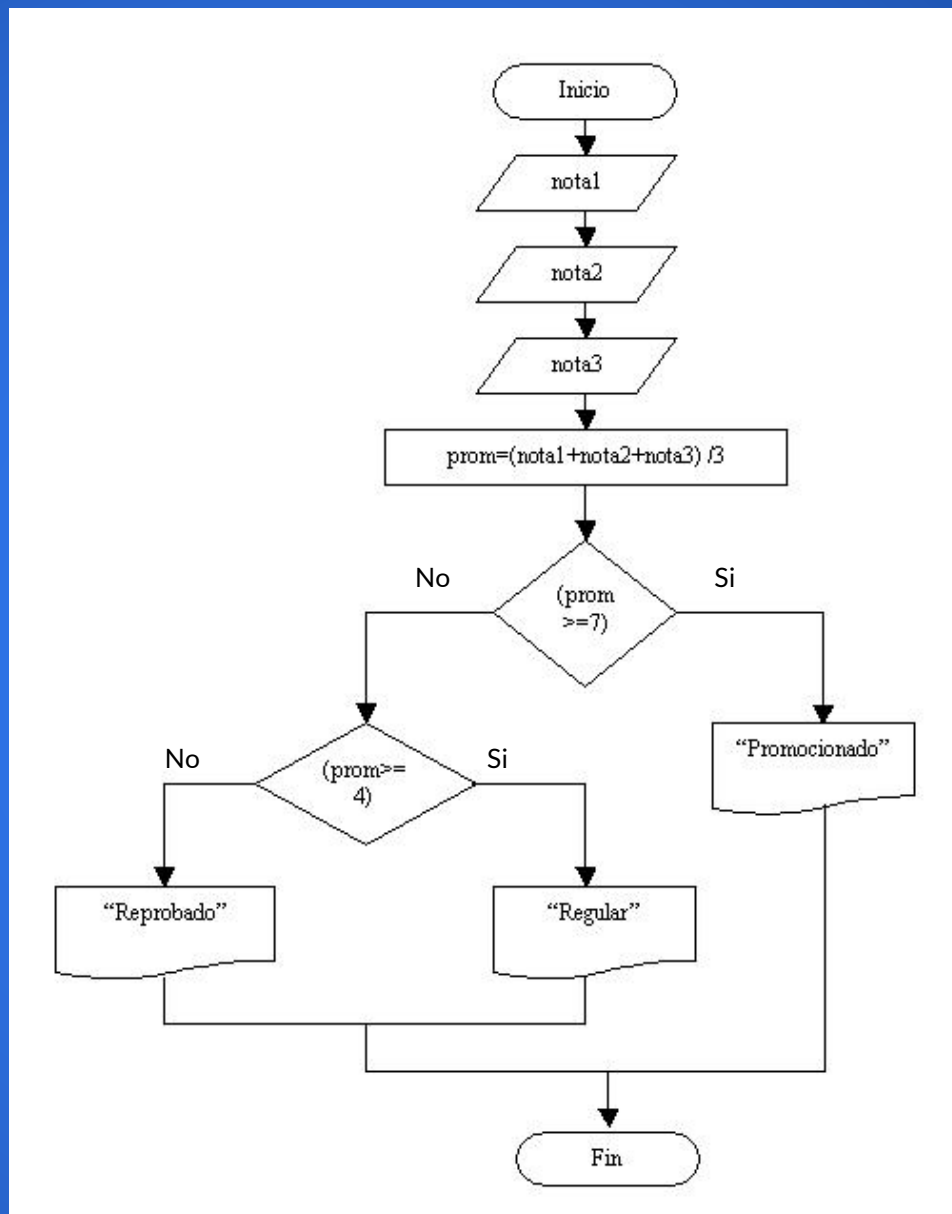 Inicio
nota1
nota2
nota3
prom=(nota1+nota2+nota3) /3
No
Si
(prom
>=7)
“Promocionado”
No
Si
(prom>=
4)
“Reprobado”
“Regular”
Fin